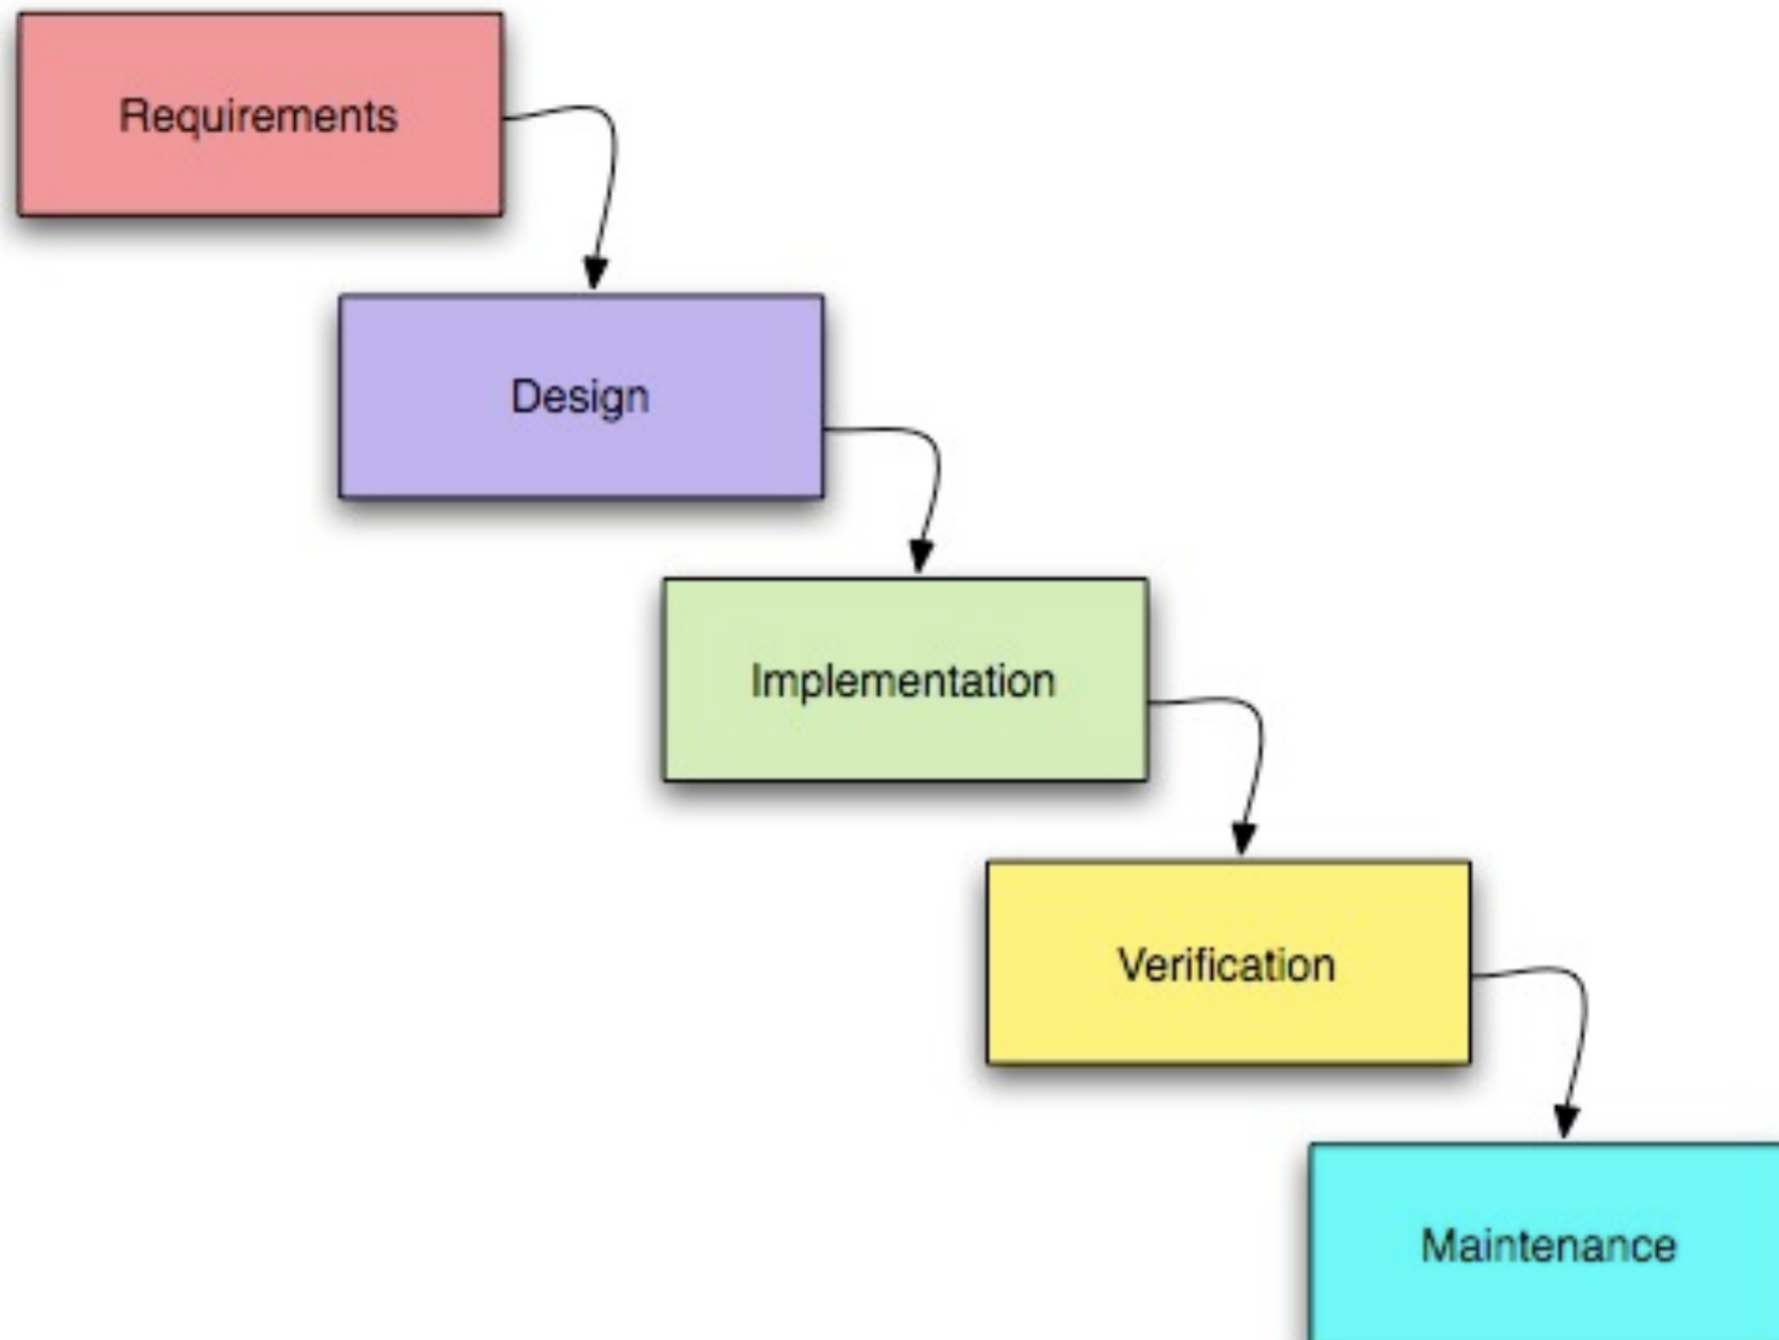 Requirements
Design
Implementation
Verification
Maintenance